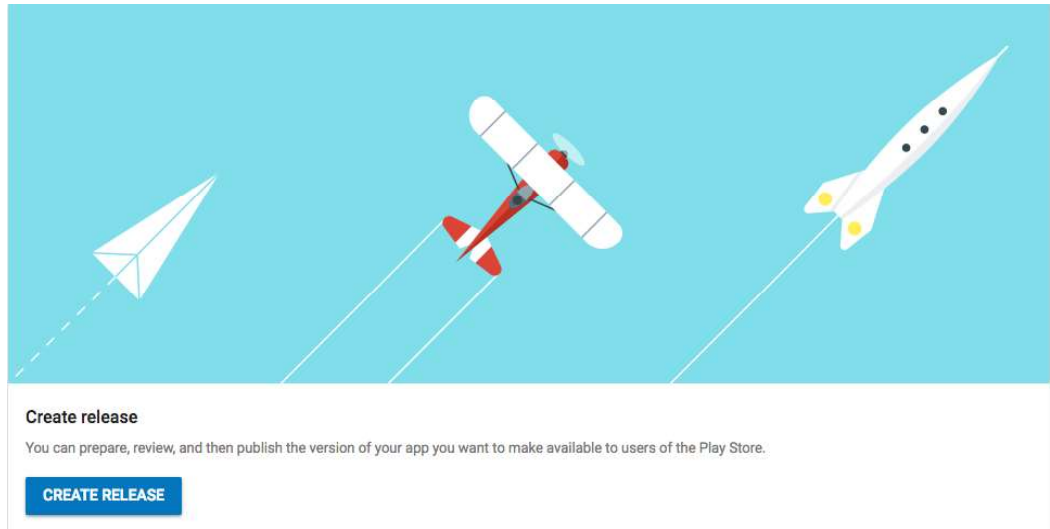 Create release
You can prepare, review, and then publish the version of your app you want to make available to users of the Play Store.
CREATE RELEASE